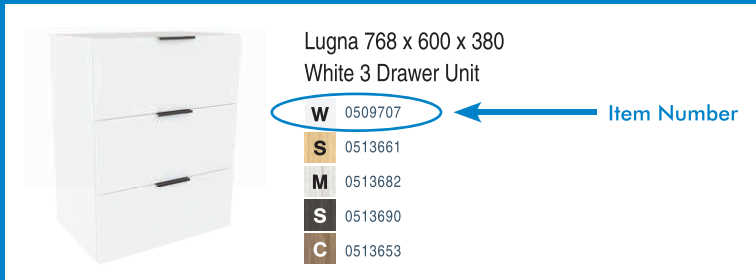 Lugna 768 x 600 x 380
White 3 Drawer Unit
W 0509707
Item Number
S 0513661
M 0513682
S 0513690
C 0513653